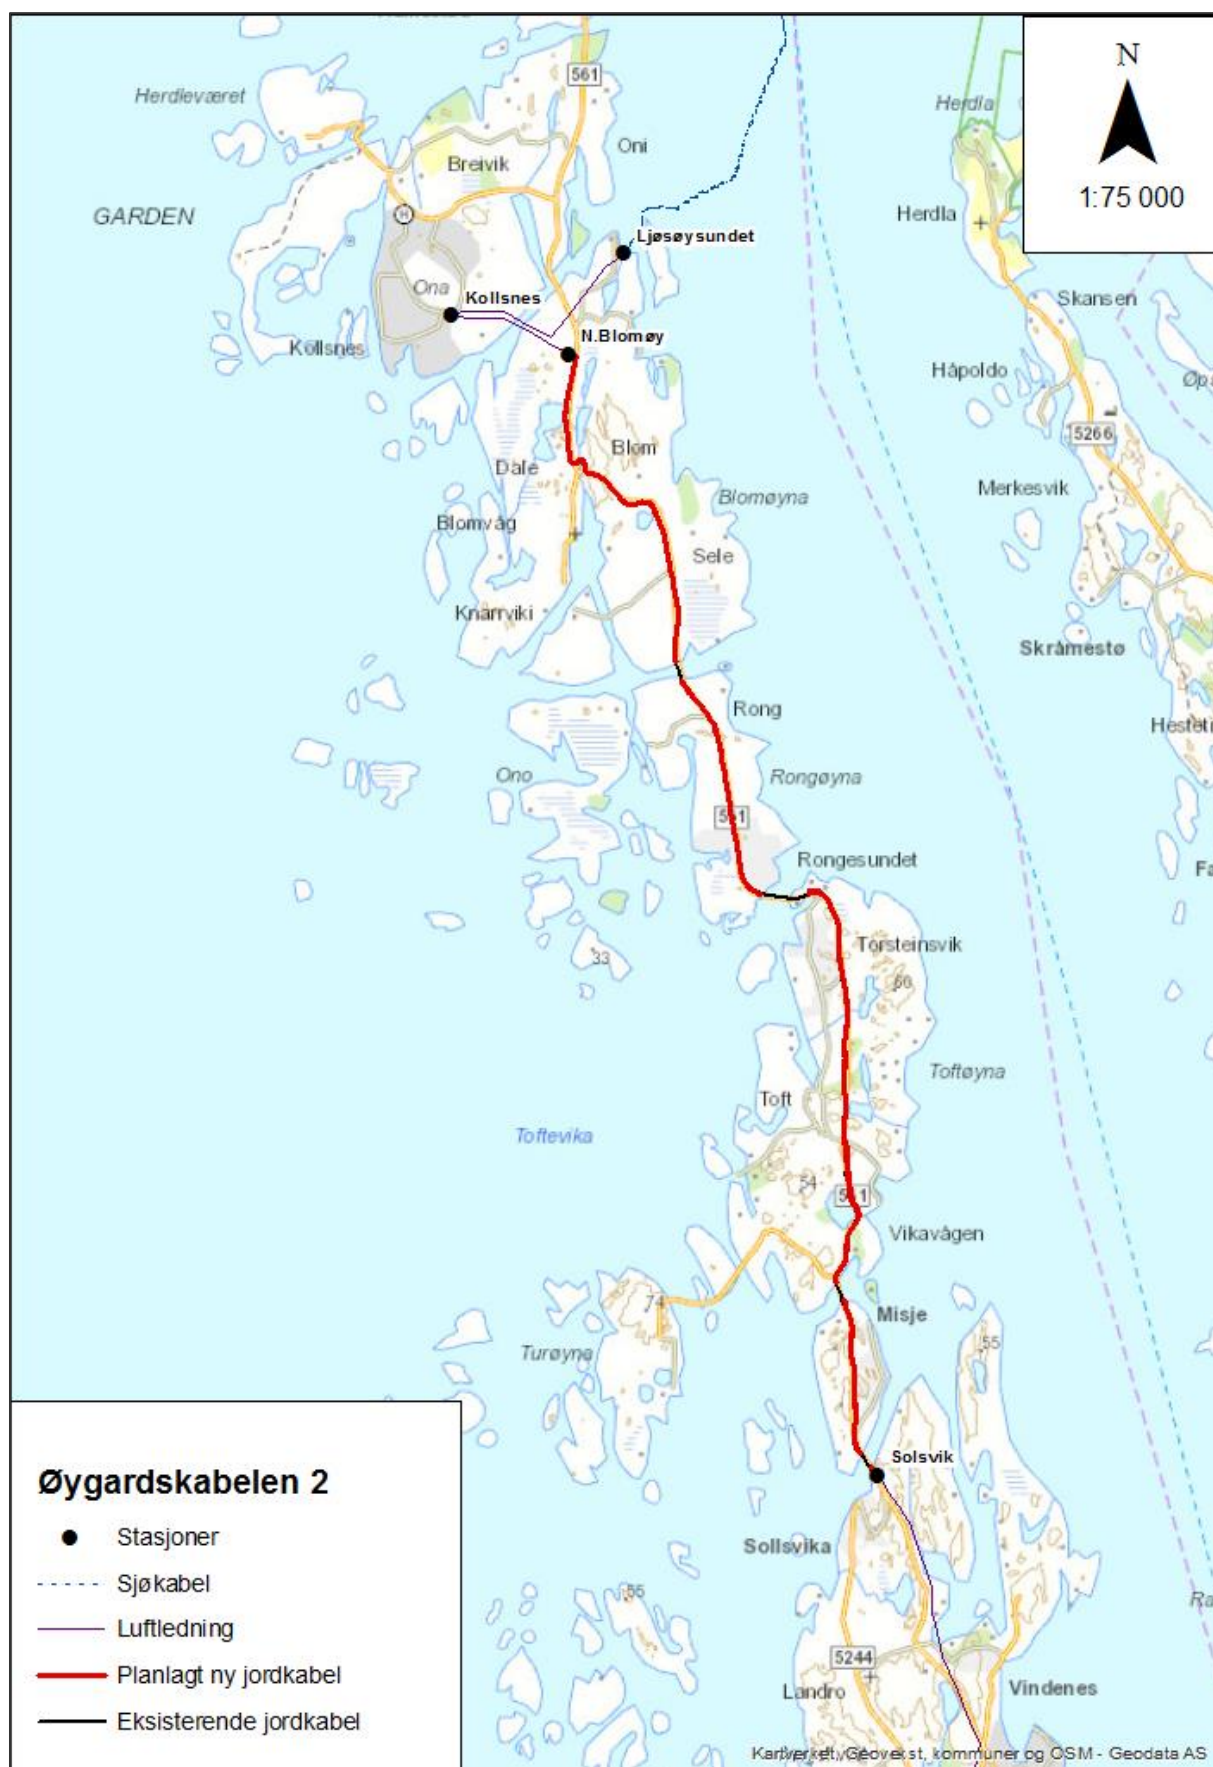 561
N
Herdleværet
Herdla
Oni
Breivik
1:75 000
GARDEN
H
Herdla
Ljøsøysundet
Ona
Kollsnes
Skansen
Kollsnes
N.Blomøy
Håpoldo
5266
Blom
Dale
Merkesvik
Blomøyna
Blomvåg
Sele
Knarrviki
Skråmestø
Rong
Ono
Rongøyna
Rongesundet
33
Torsteinsvik
60
Toftøyna
Toft
Toftevika
54
Vikavågen
74
Misje
Turøyna
55
Solsvik
Sollsvika
55
5244
Landro
Vindenes
Øygardskabelen 2
Stasjoner
Sjøkabel
Luftledning
Planlagt ny jordkabel
Eksisterende jordkabel
Geovekst, kommuner og OSM - Geodata AS